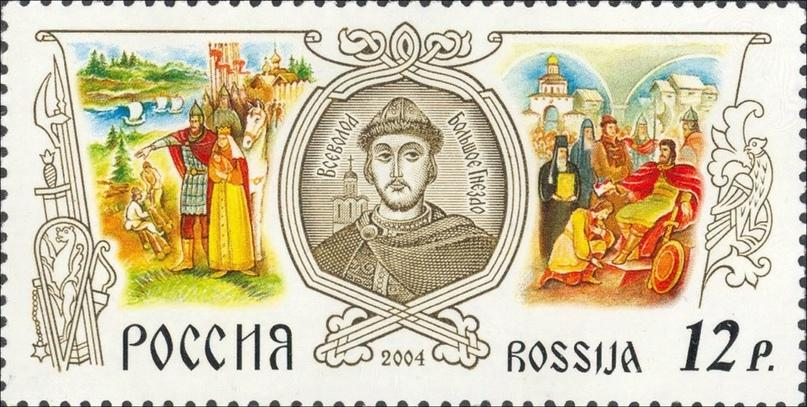 Всеволод
Большое Гнездо
РОССИЯ
2004
ROSSIJA
12 Р.